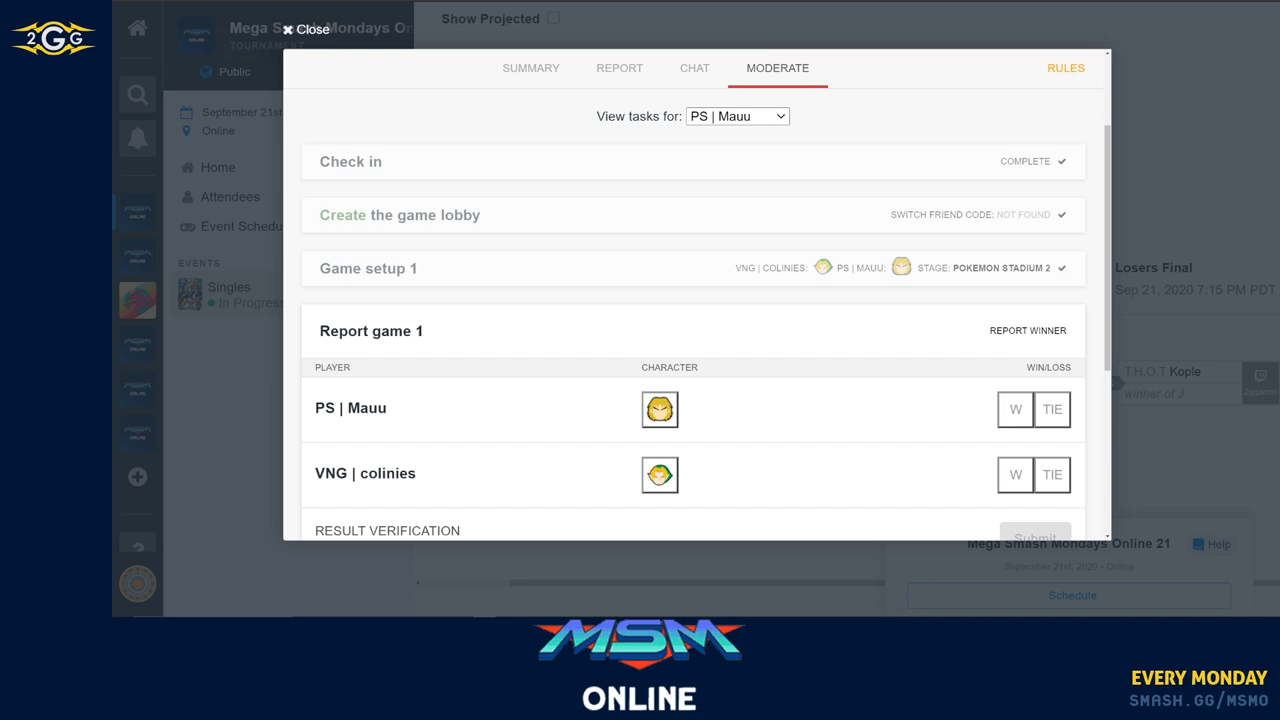 2GG
Mega Smash Mondays On
Show Projected
Close
TOURNAMENT
Public
SUMMARY
REPORT
CHAT
MODERATE
RULES
September 21st
Online
View tasks for: PS | Mauu
Home
Check in
COMPLETE
Attendees
Create the game lobby
SWITCH FRIEND CODE: NOT FOUND
Event Schedu
EVENTS
Game setup 1
VNG | COLINIES: PS | MAUU: STAGE: POKEMON STADIUM 2
Losers Final
Singles
Sep 21, 2020 7:15 PM PDT
In Progress
Report game 1
REPORT WINNER
PLAYER
CHARACTER
WIN/LOSS
T.H.O.T Kople
winner of J
PS | Mauu
W TIE
VNG | colinies
W TIE
RESULT VERIFICATION
Submit
Mega Smash Mondays Online 21
Help
September 21st, 2020 • Online
Schedule
MSM
ONLINE
EVERY MONDAY
SMASH.GG/MSMO